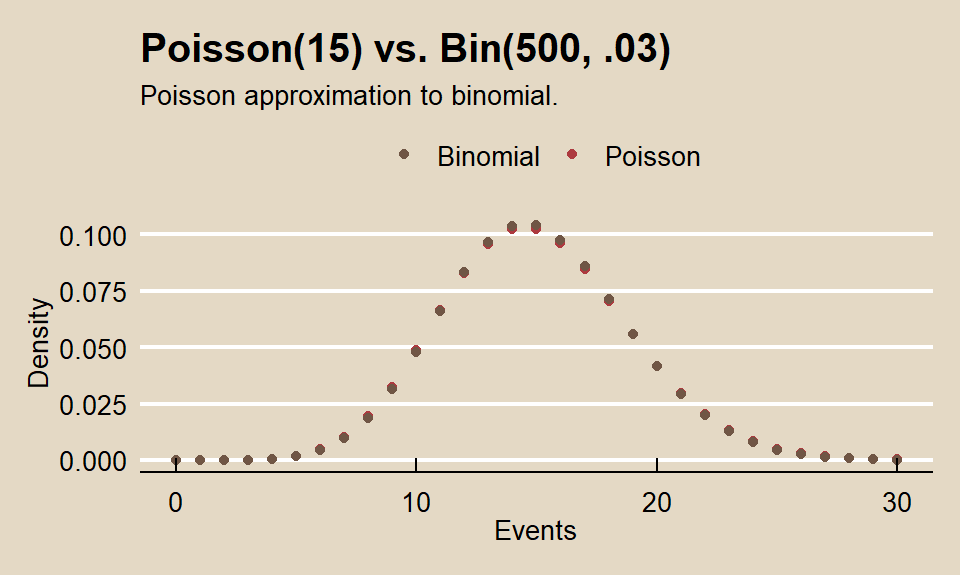 Poisson(15) vs. Bin(500, .03)
Poisson approximation to binomial.
Binomial Poisson
0.100
0.075
0.050
0.025
0.000
Density
0 10 20 30
Events